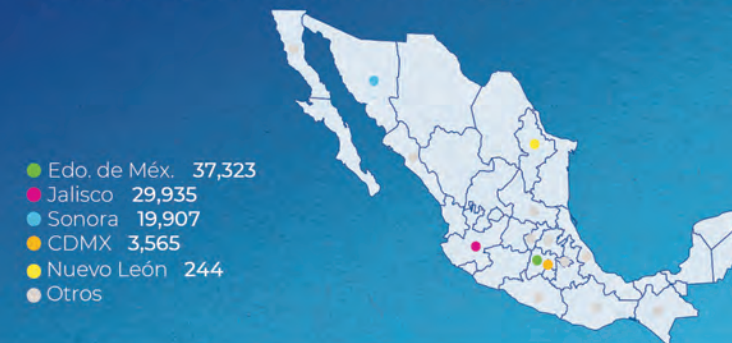 Edo. de Méx. 37,323
Jalisco 29,935
Sonora 19,907
CDMX 3,565
Nuevo León 244
Otros